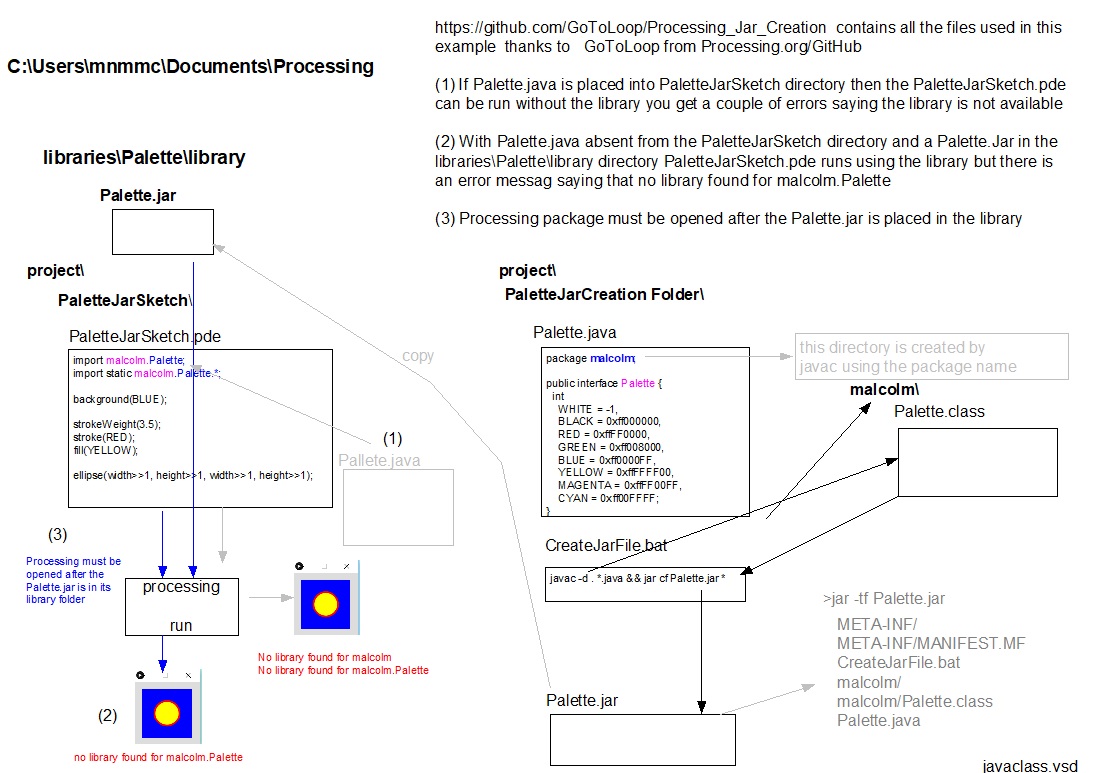 https://github.com/GoToLoop/Processing_Jar_Creation contains all the files used in this
example thanks to GoToLoop from Processing.org/GitHub
C:\Users\mnmmc\Documents\Processing
(1) If Palette.java is placed into PaletteJarSketch directory then the PaletteJarSketch.pde
can be run without the library you get a couple of errors saying the library is not available
(2) With Palette.java absent from the PaletteJarSketch directory and a Palette.Jar in the
libraries\Palette\library directory PaletteJarSketch.pde runs using the library but there is
an error messag saying that no library found for malcolm.Palette
(3) Processing package must be opened after the Palette.jar is placed in the library
libraries\Palette\library
Palette.jar
project\
PaletteJarSketch\
PaletteJarSketch.pde
import malcolm.Palette;
import static malcolm.Palette.*;
background(BLUE);
strokeWeight(3.5);
stroke(RED);
fill(YELLOW);
ellipse(width>>1, height>>1, width>>1, height>>1);
copy
(1)
Pallete.java
(3)
Processing must be
opened after the
Palette.jar is in its
library folder
processing
run
No library found for malcolm
No library found for malcolm.Palette
(2)
no library found for malcolm.Palette
project\
PaletteJarCreation Folder\
Palette.java
package malcolm;
public interface Palette {
int
WHITE = -1,
BLACK = 0xff000000,
RED = 0xffFF0000,
GREEN = 0xff008000,
BLUE = 0xff0000FF,
YELLOW = 0xffFFFF00,
MAGENTA = 0xffFF00FF,
CYAN = 0xff00FFFF;
}
this directory is created by
javac using the package name
malcolm\
Palette.class
CreateJarFile.bat
javac -d . *.java && jar cf Palette.jar *
>jar -tf Palette.jar
META-INF/
META-INF/MANIFEST.MF
CreateJarFile.bat
malcolm/
malcolm/Palette.class
Palette.java
Palette.jar
javaclass.vsd